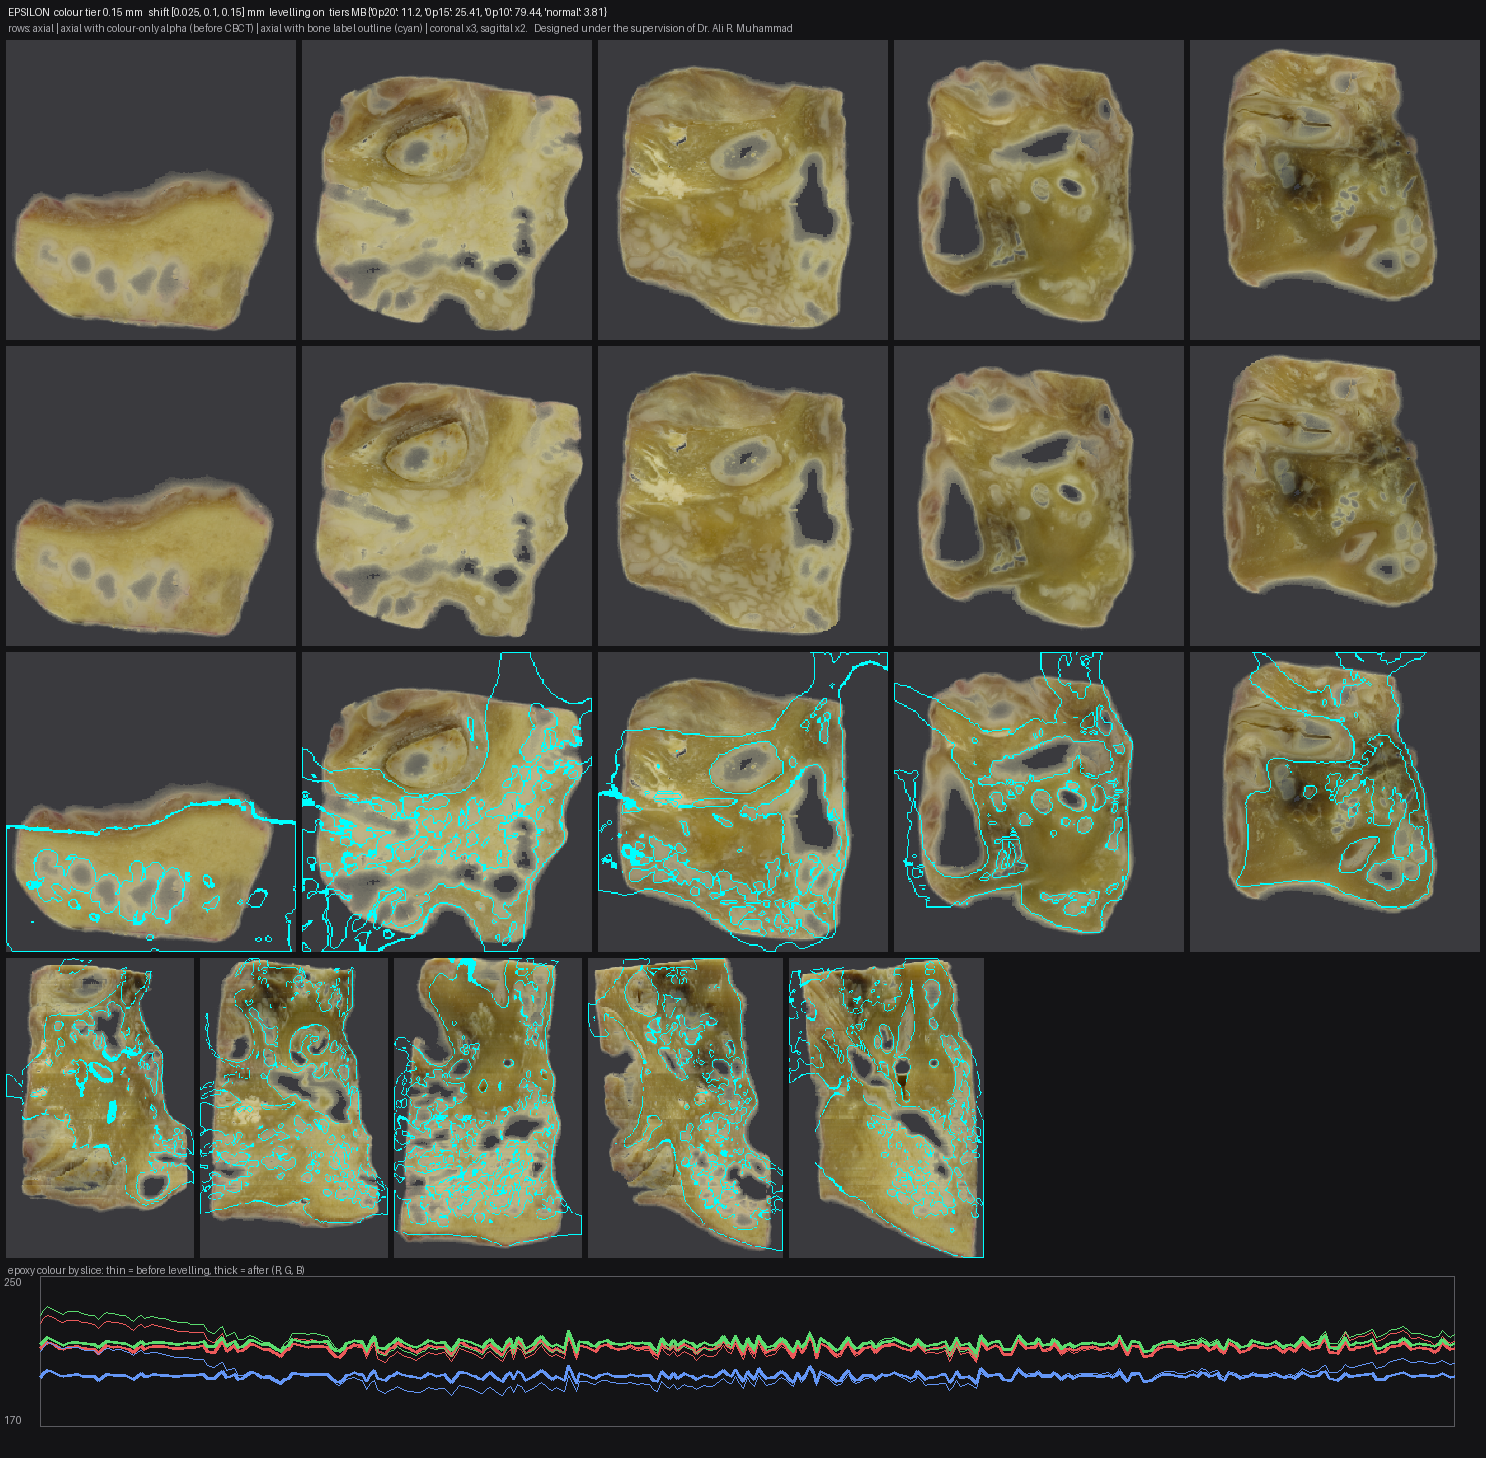 EPSILON colour tier 0.15 mm shift [0.025, 0.1, 0.15] mm levelling on tiers MB {'0p20': 11.2, '0p15': 25.41, '0p10': 79.44, 'normal': 3.81}
rows: axial | axial with colour-only alpha (before CBCT) | axial with bone label outline (cyan) | coronal x3, sagittal x2. Designed under the supervision of Dr. Ali R. Muhammad
epoxy colour by slice: thin = before levelling, thick = after (R, G, B)
250
170